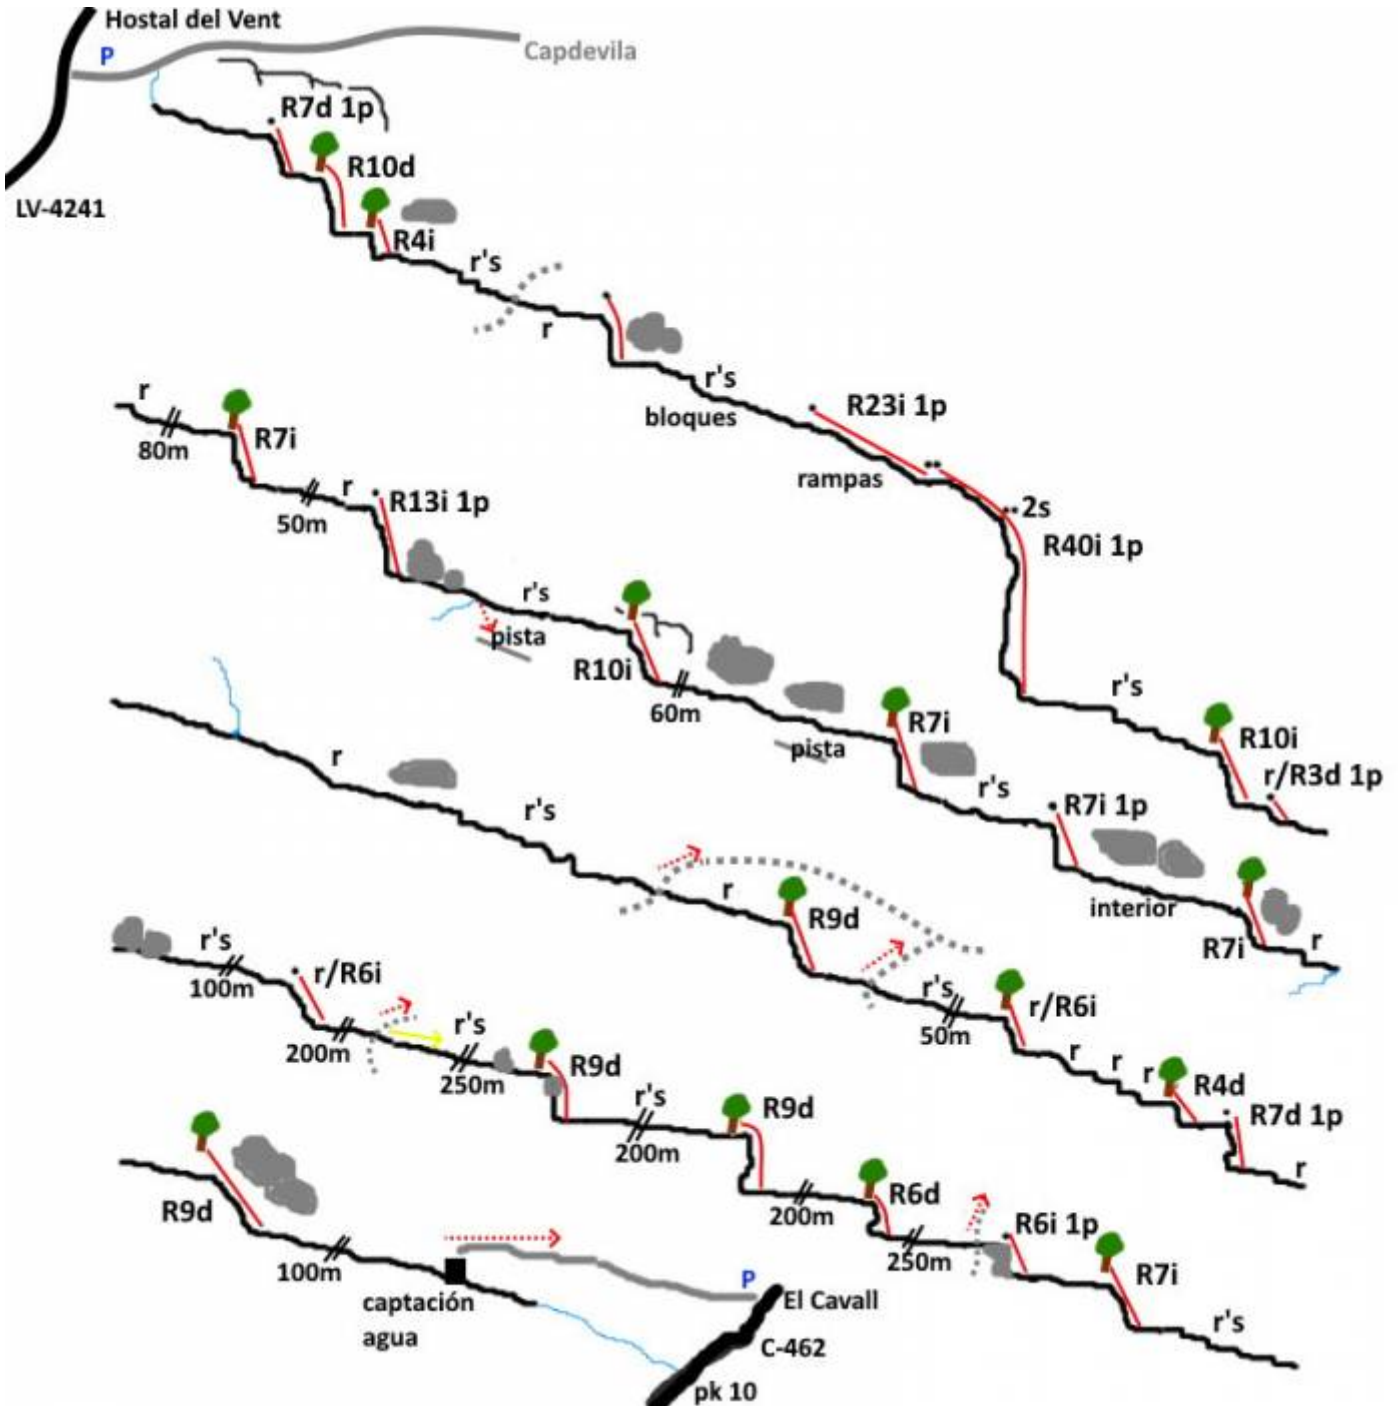 Hostal del Vent
P
Capdevila
R7d 1p
R10d
LV-4241
R4i
r's
r
r's
bloques
R23i 1p
rampas
2s
R40i 1p
r's
R10i
r/R3d 1p
r
80m
R7i
50m
r
R13i 1p
r's
pista
R10i
60m
pista
R7i
r's
R7i 1p
interior
R7i
r
r
r's
r
R9d
r's
50m
r/R6i
r
r
r
R4d
R7d 1p
r
r's
100m
r/R6i
200m
r's
250m
R9d
r's
200m
R9d
200m
R6d
250m
R6i 1p
R7i
r's
R9d
100m
captación
agua
P
El Cavall
C-462
pk 10